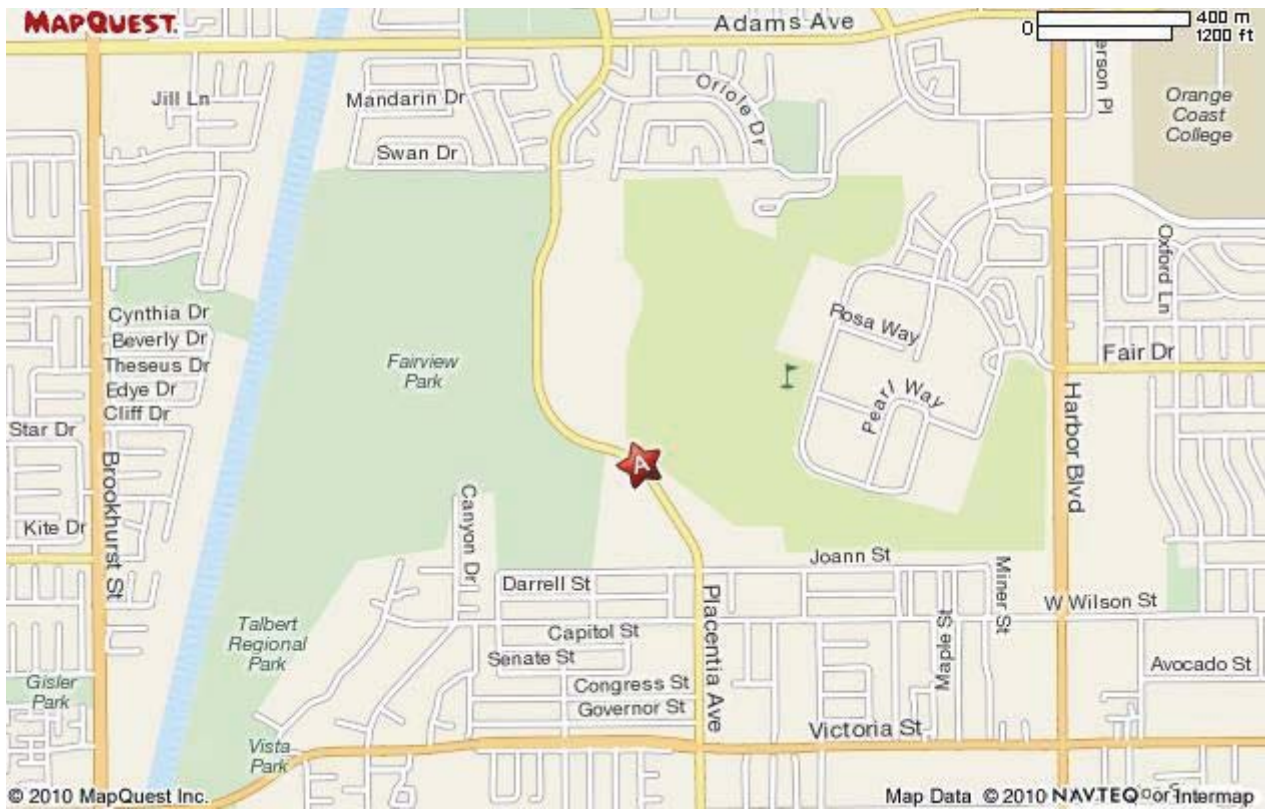 MAPQUEST.
Adams Ave
0
400 m
1200 ft
erson Pl
Jill Ln
Mandarin Dr
Oriole Dr
Orange
Coast
College
Swan Dr
Oxford Ln
Cynthia Dr
Beverly Dr
Theseus Dr
Edye Dr
Cliff Dr
Star Dr
Fairview
Park
Rosa Way
Fair Dr
Pearl Way
Harbor Blvd
A
Brookhurst St
Kite Dr
Canyon Dr
Joann St
Darrell St
Miner St
W Wilson St
Placentia Ave
Talbert
Regional
Park
Capitol St
Senate St
Maple St
Avocado St
Gisler
Park
Congress St
Governor St
Victoria St
Vista
Park
© 2010 MapQuest Inc.
Map Data © 2010 NAVTEQ or Intermap